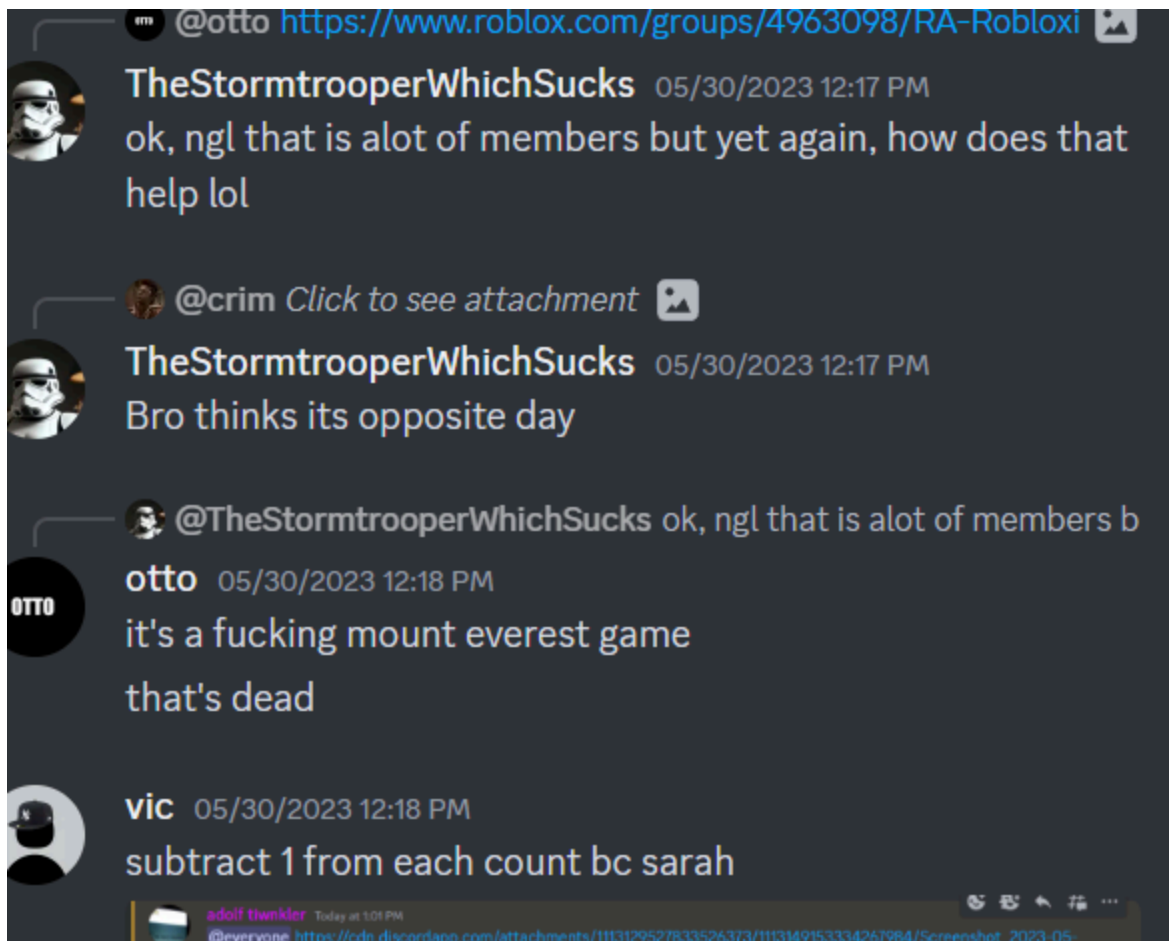 @otto https://www.roblox.com/groups/4963098/RA-Robloxi
TheStormtrooperWhichSucks 05/30/2023 12:17 PM
ok, ngl that is alot of members but yet again, how does that
help lol
@crim Click to see attachment
TheStormtrooperWhichSucks 05/30/2023 12:17 PM
Bro thinks its opposite day
@TheStormtrooperWhichSucks ok, ngl that is alot of members b
otto 05/30/2023 12:18 PM
OTTO
it's a fucking mount everest game
that's dead
vic 05/30/2023 12:18 PM
subtract 1 from each count bc sarah
adolf tiwnkler Today at 1:01 PM
@everyone https://cdn.discordapp.com/attachments/1113129527833526373/1113149153334267984/Screenshot_2023-05-